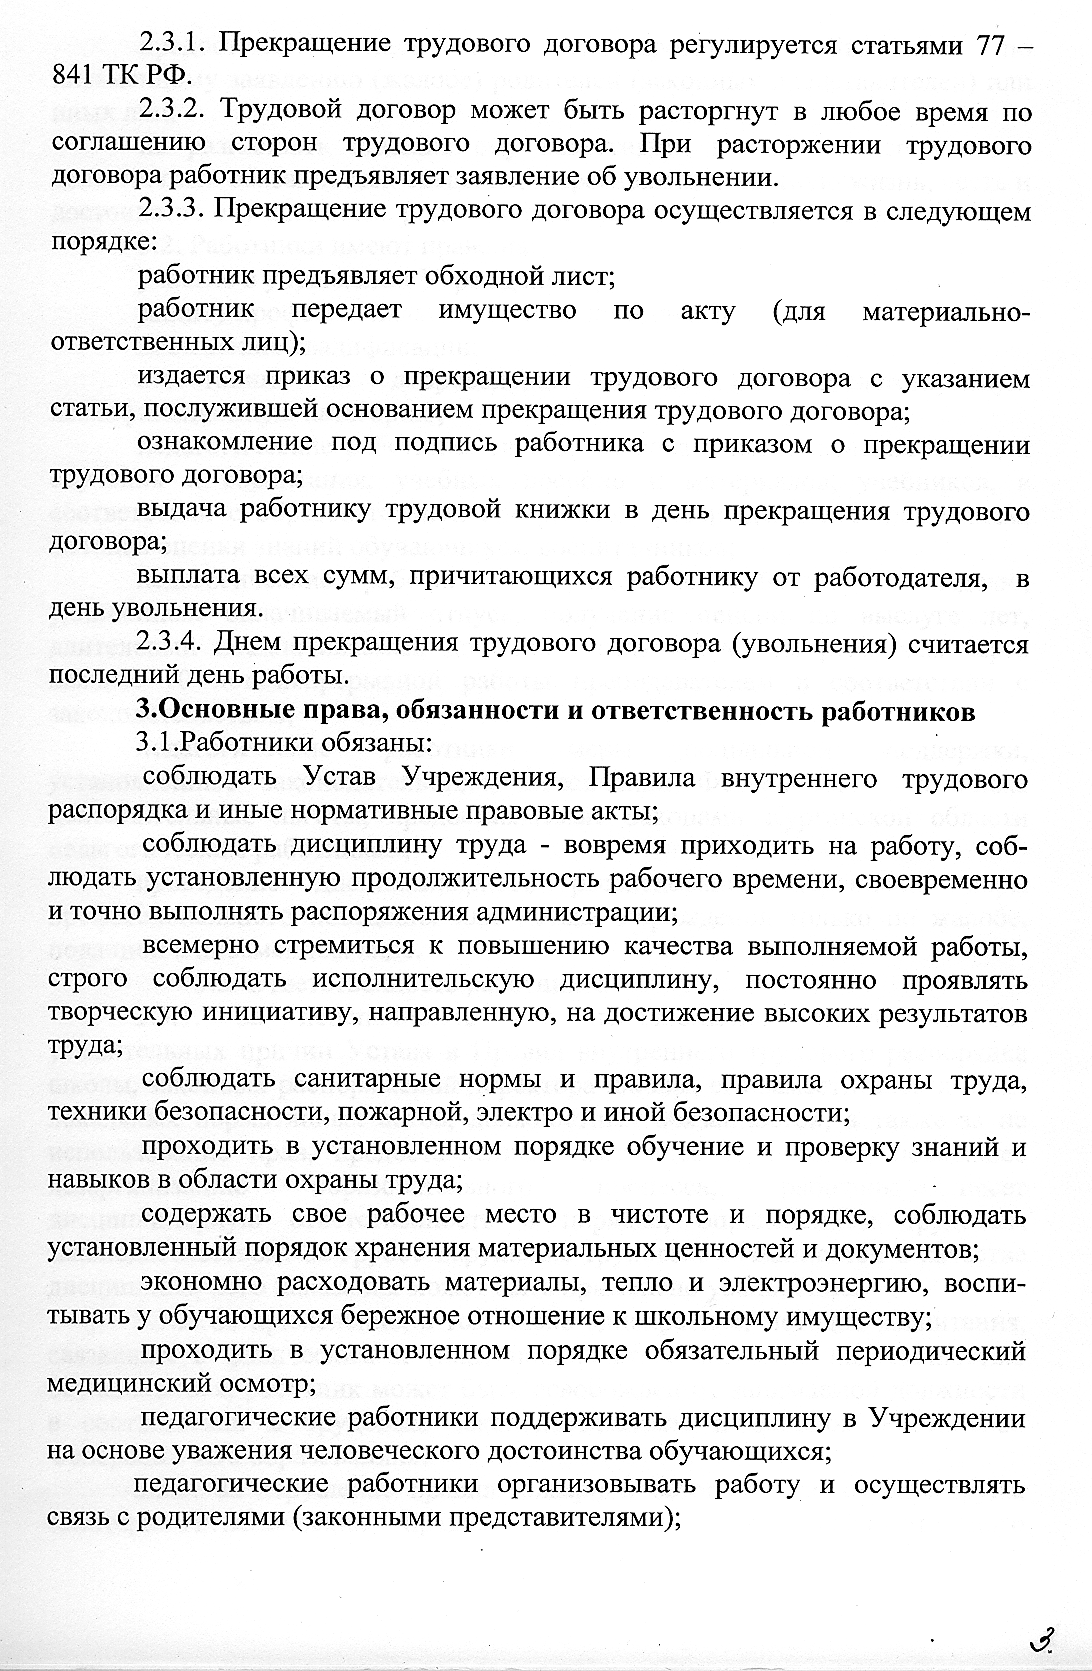 2.3.1. Прекращение трудового договора регулируется статьями 77 –
841 ТК РФ.
2.3.2. Трудовой договор может быть расторгнут в любое время по
соглашению сторон трудового договора. При расторжении трудового
договора работник предъявляет заявление об увольнении.
2.3.3. Прекращение трудового договора осуществляется в следующем
порядке:
работник предъявляет обходной лист;
работник передает имущество по акту (для материально-
ответственных лиц);
издается приказ о прекращении трудового договора с указанием
статьи, послужившей основанием прекращения трудового договора;
ознакомление под подпись работника с приказом о прекращении
трудового договора;
выдача работнику трудовой книжки в день прекращения трудового
договора;
выплата всех сумм, причитающихся работнику от работодателя, в
день увольнения.
2.3.4. Днем прекращения трудового договора (увольнения) считается
последний день работы.
3.Основные права, обязанности и ответственность работников
3.1.Работники обязаны:
соблюдать Устав Учреждения, Правила внутреннего трудового
распорядка и иные нормативные правовые акты;
соблюдать дисциплину труда - вовремя приходить на работу, соб-
людать установленную продолжительность рабочего времени, своевременно
и точно выполнять распоряжения администрации;
всемерно стремиться к повышению качества выполняемой работы,
строго соблюдать исполнительскую дисциплину, постоянно проявлять
творческую инициативу, направленную, на достижение высоких результатов
труда;
соблюдать санитарные нормы и правила, правила охраны труда,
техники безопасности, пожарной, электро и иной безопасности;
проходить в установленном порядке обучение и проверку знаний и
навыков в области охраны труда;
содержать свое рабочее место в чистоте и порядке, соблюдать
установленный порядок хранения материальных ценностей и документов;
экономно расходовать материалы, тепло и электроэнергию, воспи-
тывать у обучающихся бережное отношение к школьному имуществу;
проходить в установленном порядке обязательный периодический
медицинский осмотр;
педагогические работники поддерживать дисциплину в Учреждении
на основе уважения человеческого достоинства обучающихся;
педагогические работники организовывать работу и осуществлять
связь с родителями (законными представителями);
3.